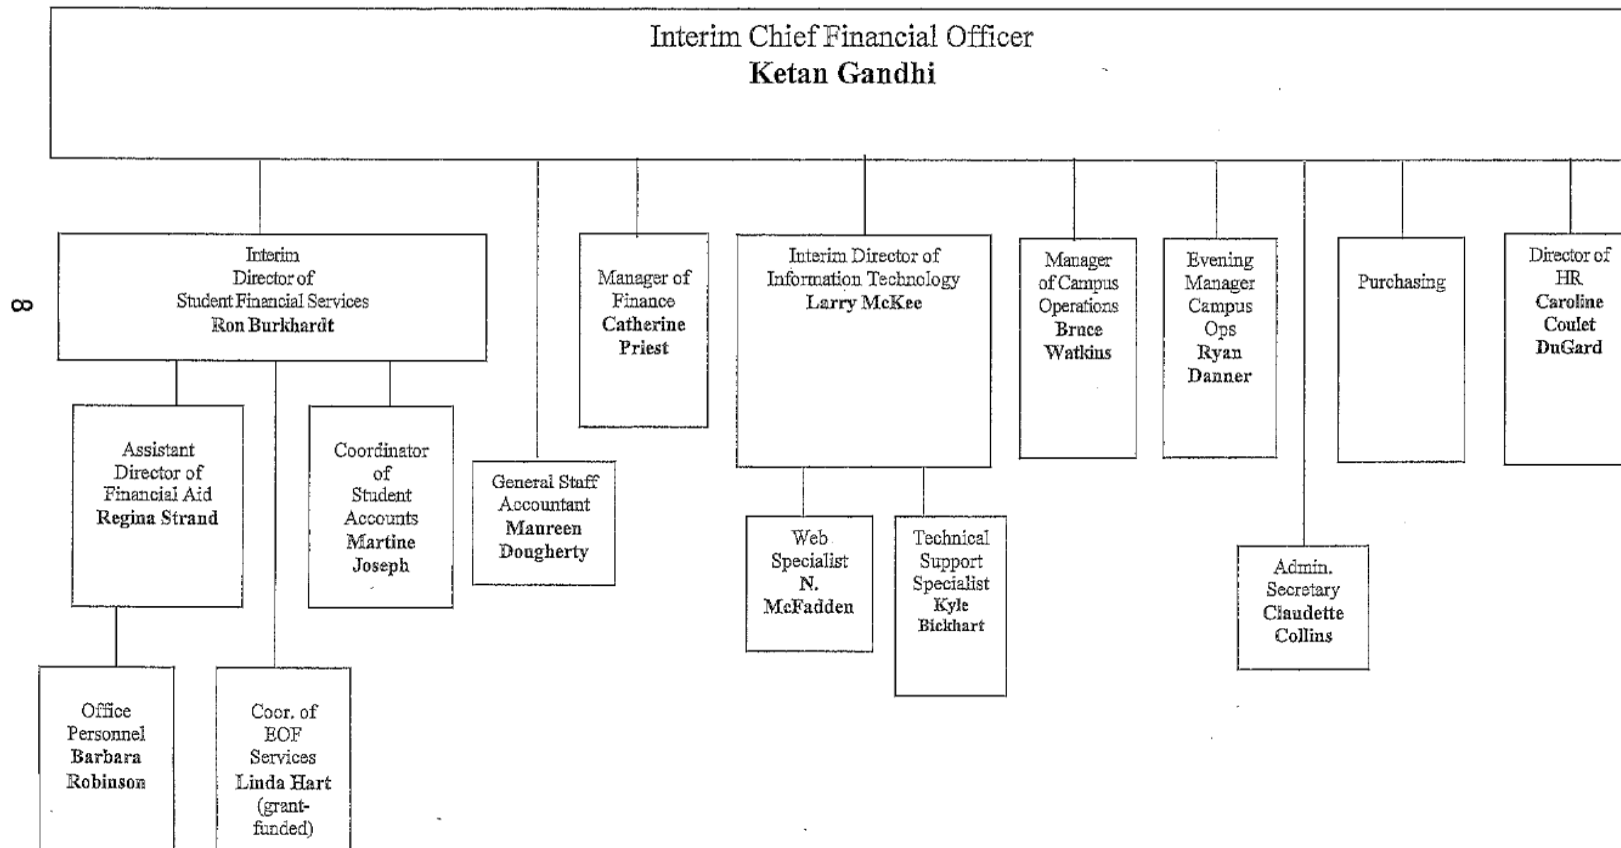 Interim Chief Financial Officer
Ketan Gandhi
Interim
Director of
Student Financial Services
Ron Burkhardt
Manager of
Finance
Catherine
Priest
Interim Director of
Information Technology
Larry McKee
Manager
of Campus
Operations
Bruce
Watkins
Evening
Manager
Campus
Ops
Ryan
Danner
Purchasing
Director of
HR
Caroline
Coulet
DuGard
8
Assistant
Director of
Financial Aid
Regina Strand
Coordinator
of
Student
Accounts
Martine
Joseph
General Staff
Accountant
Maureen
Dougherty
Web
Specialist
N.
McFadden
Technical
Support
Specialist
Kyle
Bickhart
Admin.
Secretary
Claudette
Collins
Office
Personnel
Barbara
Robinson
Coor. of
EOF
Services
Linda Hart
(grant-
funded)